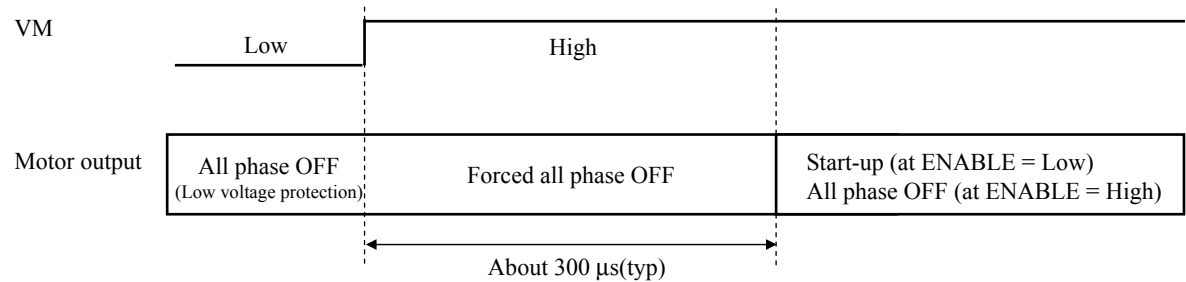 VM
Low
High
Motor output
All phase OFF
(Low voltage protection)
Forced all phase OFF
Start-up (at ENABLE = Low)
All phase OFF (at ENABLE = High)
About 300 μs(typ)